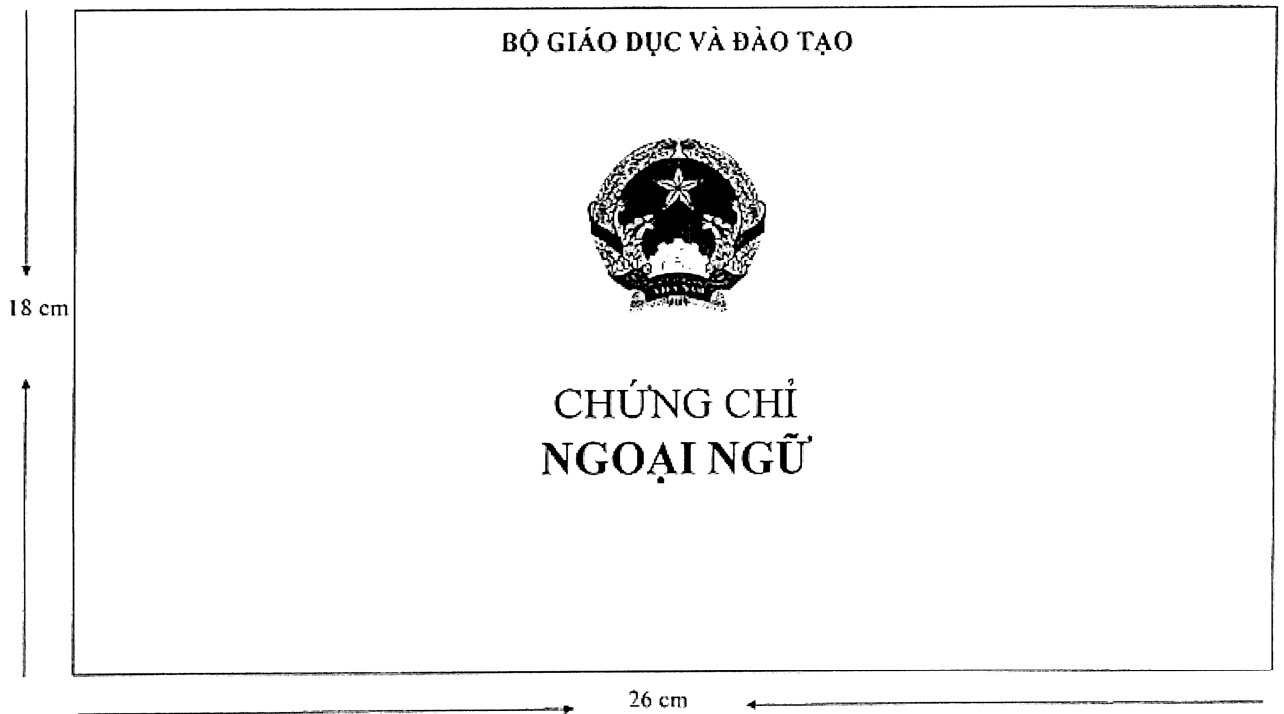 BỘ GIÁO DỤC VÀ ĐÀO TẠO
18 cm
CHỨNG CHỈ
NGOẠI NGỮ
26 cm